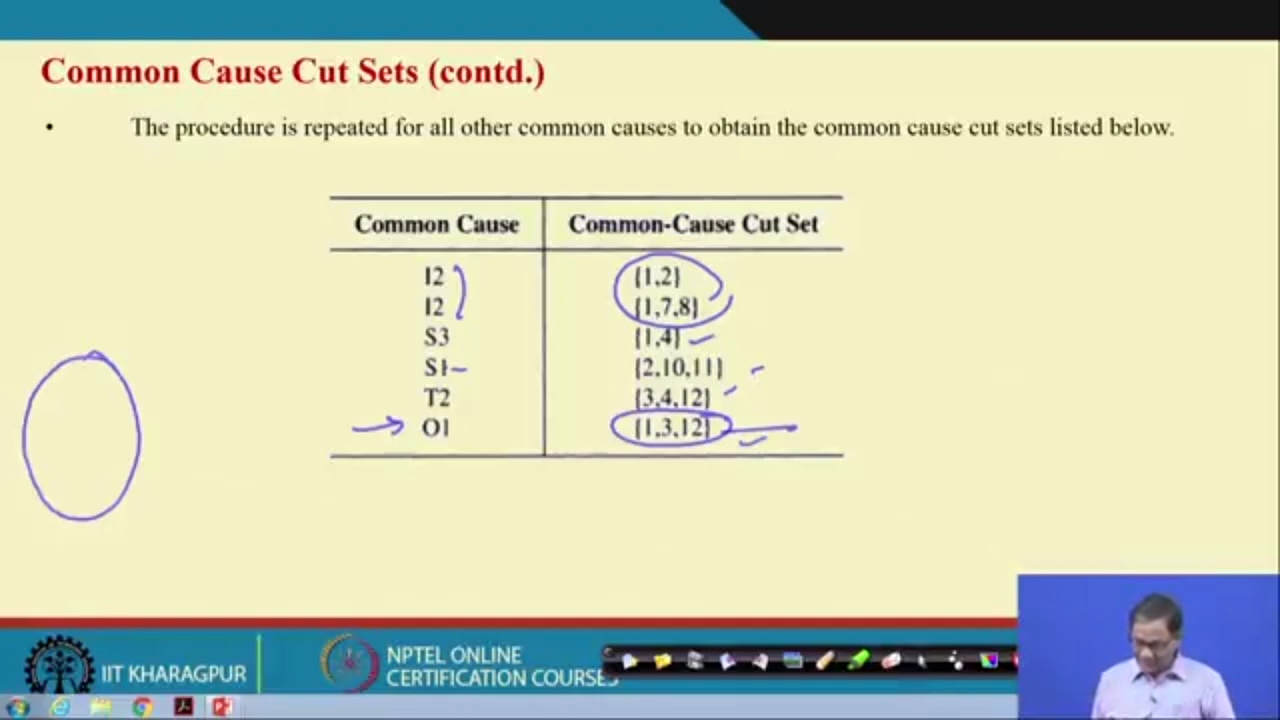 Common Cause Cut Sets (contd.)
• The procedure is repeated for all other common causes to obtain the common cause cut sets listed below.
Common Cause Common-Cause Cut Set
I2 {1,2}
I2 {1,7,8}
S3 {1,4}
S1 {2,10,11}
T2 {3,4,12}
O1 {1,3,12}
IIT KHARAGPUR
NPTEL ONLINE
CERTIFICATION COURSES